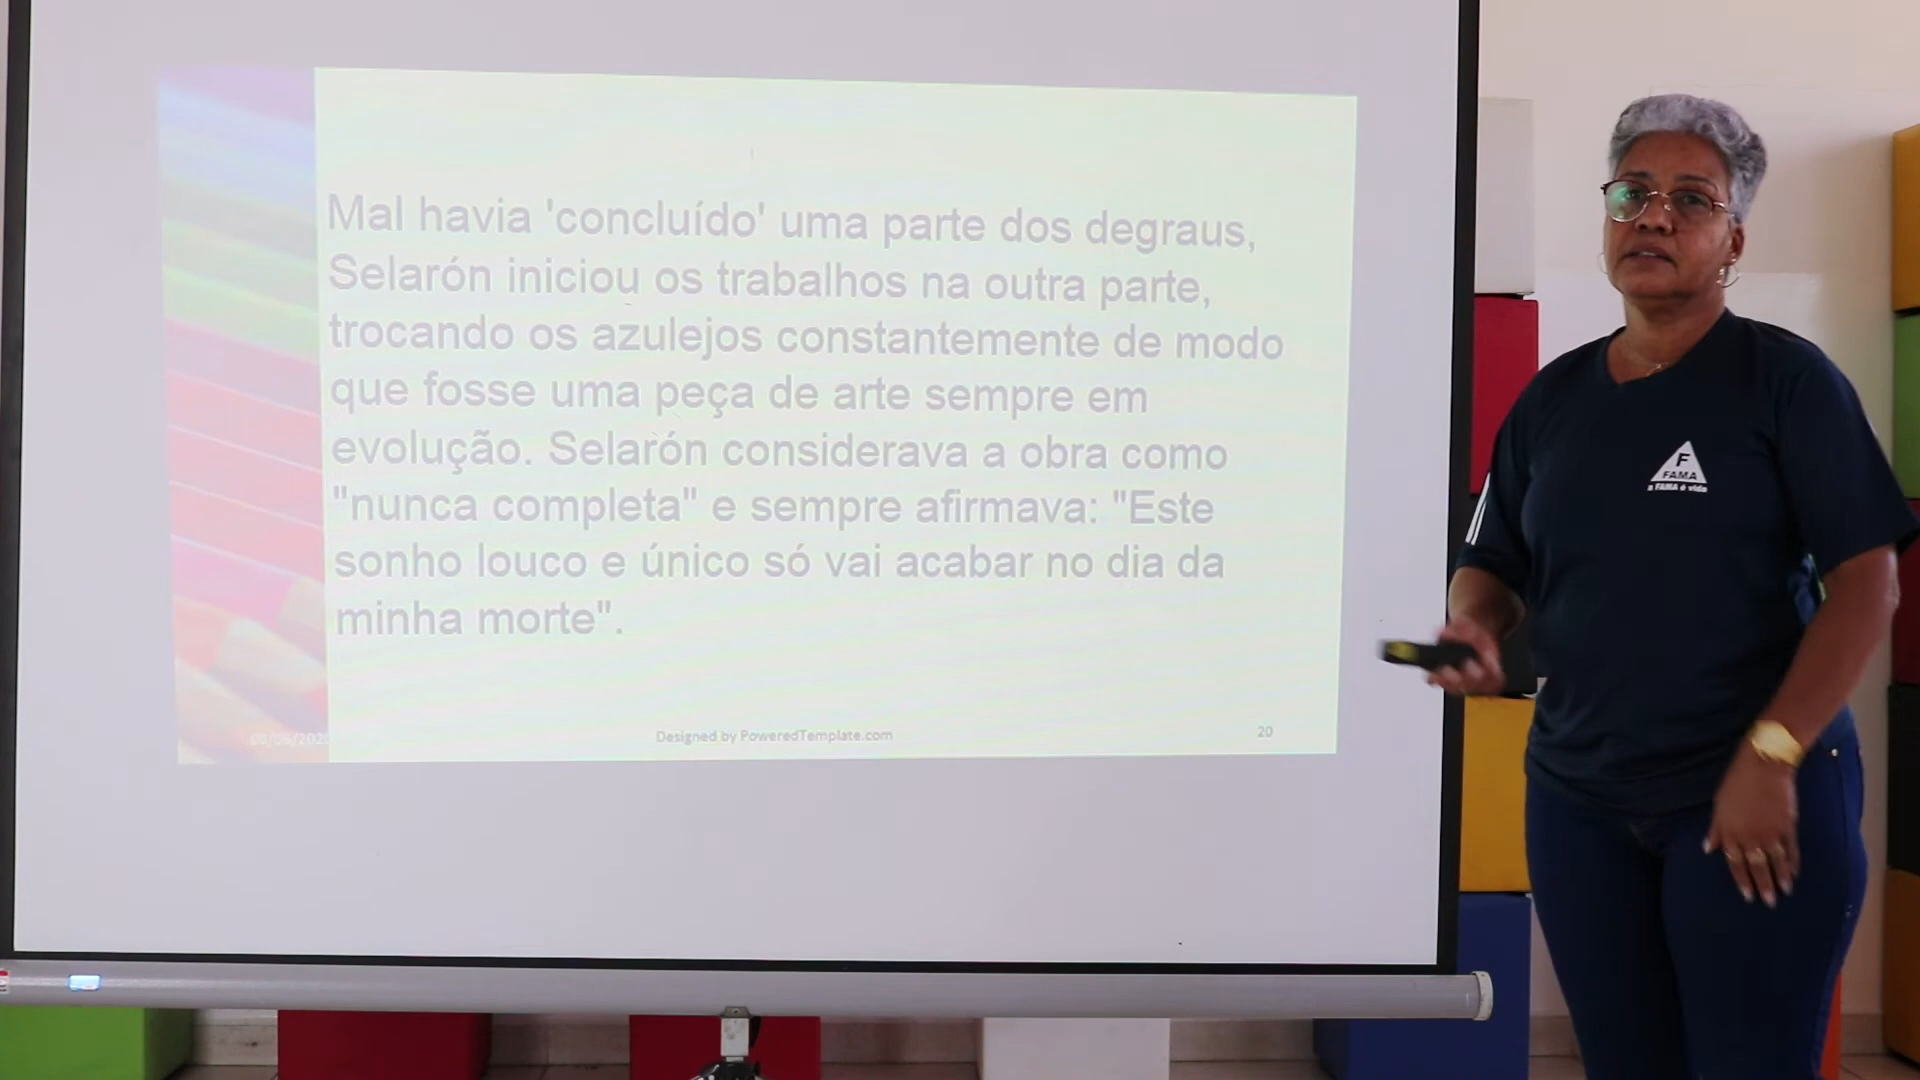 Mal havia 'concluído' uma parte dos degraus,
Selarón iniciou os trabalhos na outra parte,
trocando os azulejos constantemente de modo
que fosse uma peça de arte sempre em
evolução. Selarón considerava a obra como
"nunca completa" e sempre afirmava: "Este
sonho louco e único só vai acabar no dia da
minha morte".
Designed by PoweredTemplate.com
20
F
FAMA
a FAMA é vida